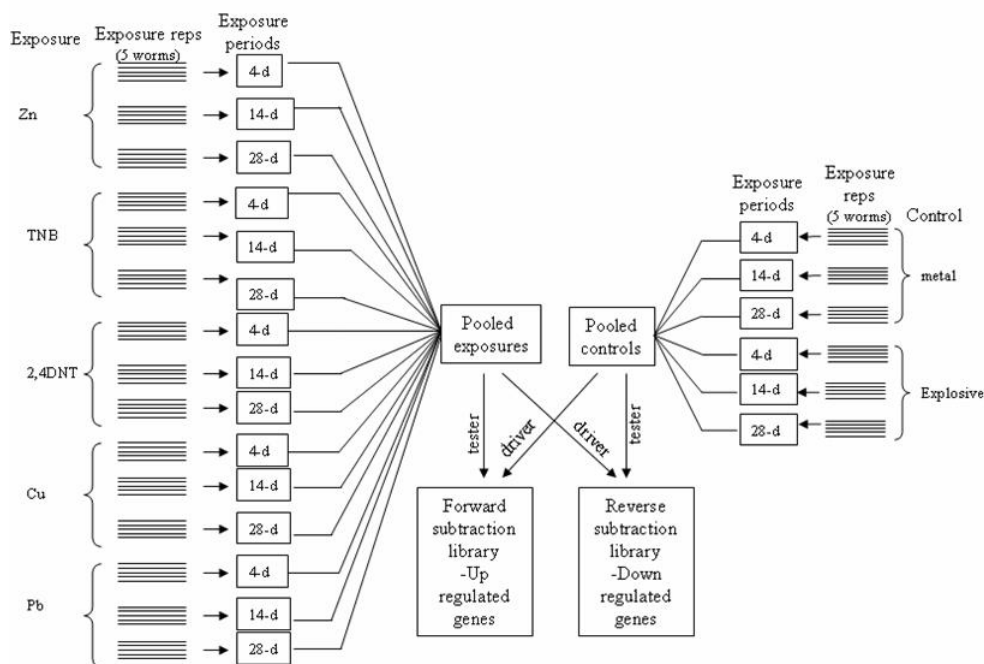 Exposure
Exposure reps
(5 worms)
Exposure
periods
Zn
4-d
14-d
28-d
TNB
4-d
14-d
28-d
2,4DNT
4-d
14-d
28-d
Cu
4-d
14-d
28-d
Pb
4-d
14-d
28-d
Pooled
exposures
Pooled
controls
Exposure
periods
Exposure
reps
(5 worms)
Control
4-d
14-d
28-d
metal
4-d
14-d
28-d
Explosive
tester
driver
driver
tester
Forward
subtraction
library
-Up
regulated
genes
Reverse
subtraction
library
-Down
regulated
genes